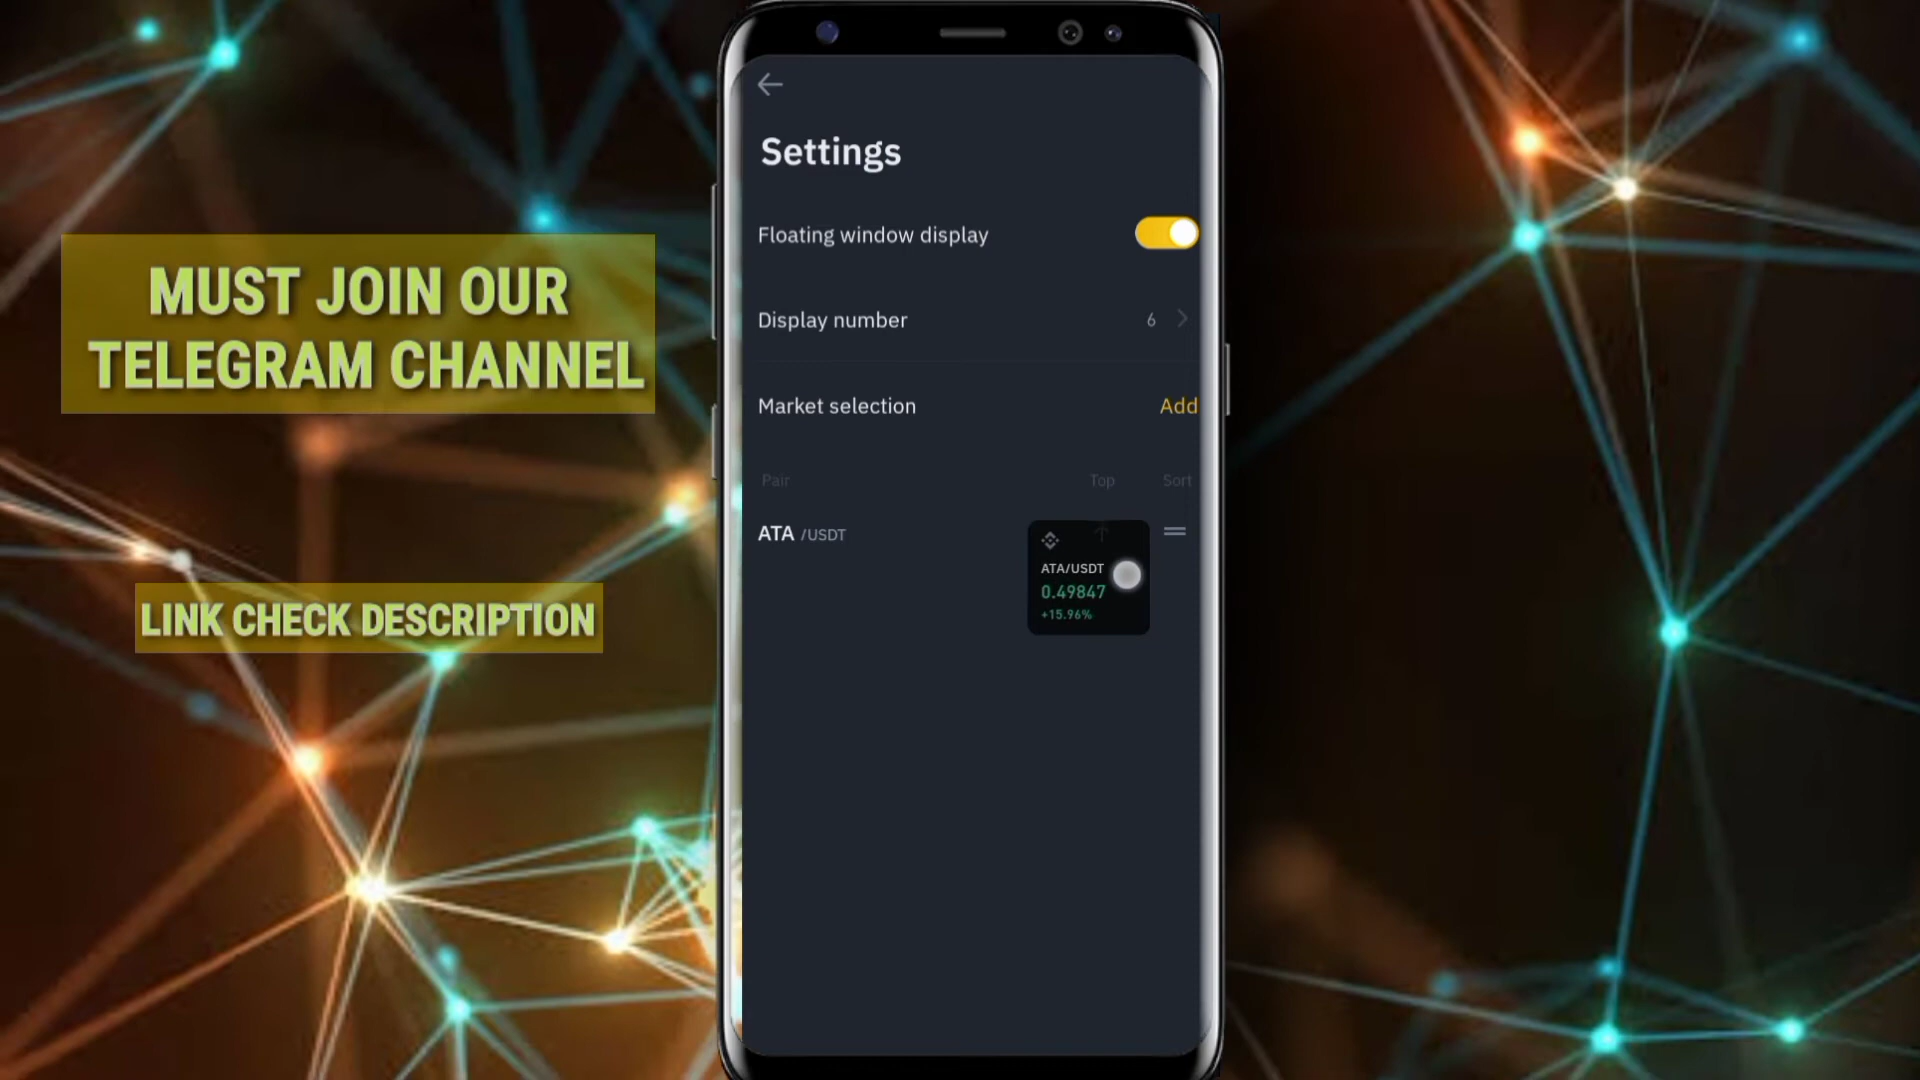 MUST JOIN OUR
TELEGRAM CHANNEL
LINK CHECK DESCRIPTION
Settings
Floating window display
Display number 6
Market selection Add
Pair Top Sort
ATA /USDT
ATA/USDT
0.49847
+15.96%